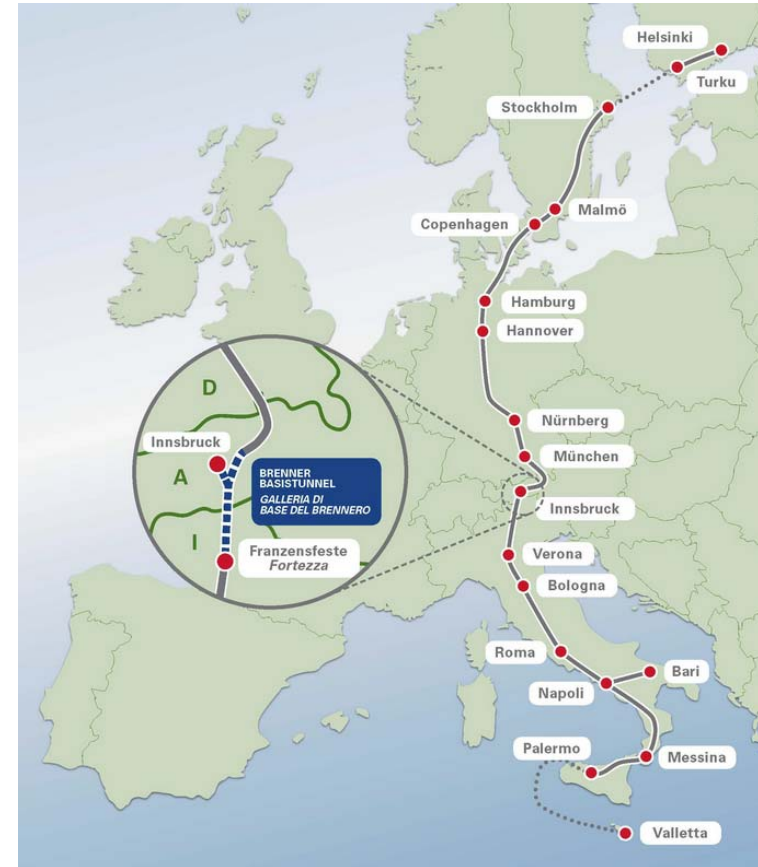 Helsinki
Turku
Stockholm
Malmö
Copenhagen
Hamburg
Hannover
D
Nürnberg
Innsbruck
München
A
BRENNER
BASISTUNNEL
GALLERIA DI
BASE DEL BRENNERO
Innsbruck
I
Franzensfeste
Fortezza
Verona
Bologna
Roma
Bari
Napoli
Palermo
Messina
Valletta